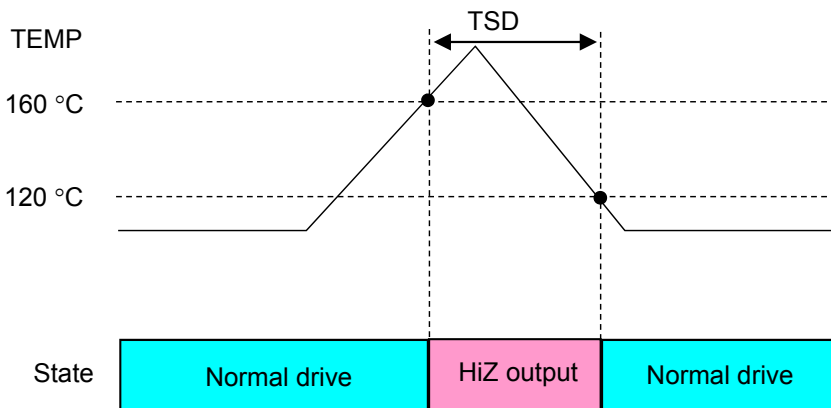 TSD
TEMP
160 °C
120 °C
State
Normal drive
HiZ output
Normal drive